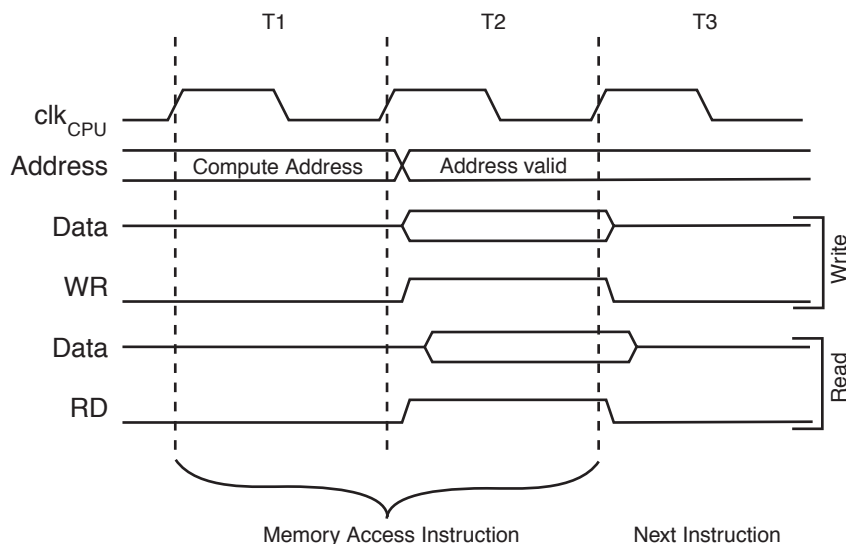 T1 T2 T3
clkCPU
Address Compute Address Address valid
Data
WR
Write
Data
RD
Read
Memory Access Instruction Next Instruction